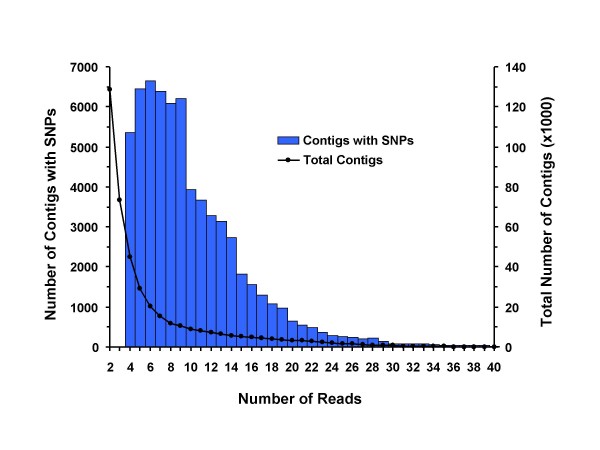 7000
6000
5000
4000
3000
2000
1000
0
Number of Contigs with SNPs
140
120
100
80
60
40
20
0
Total Number of Contigs (x1000)
Contigs with SNPs
Total Contigs
2 4 6 8 10 12 14 16 18 20 22 24 26 28 30 32 34 36 38 40
Number of Reads